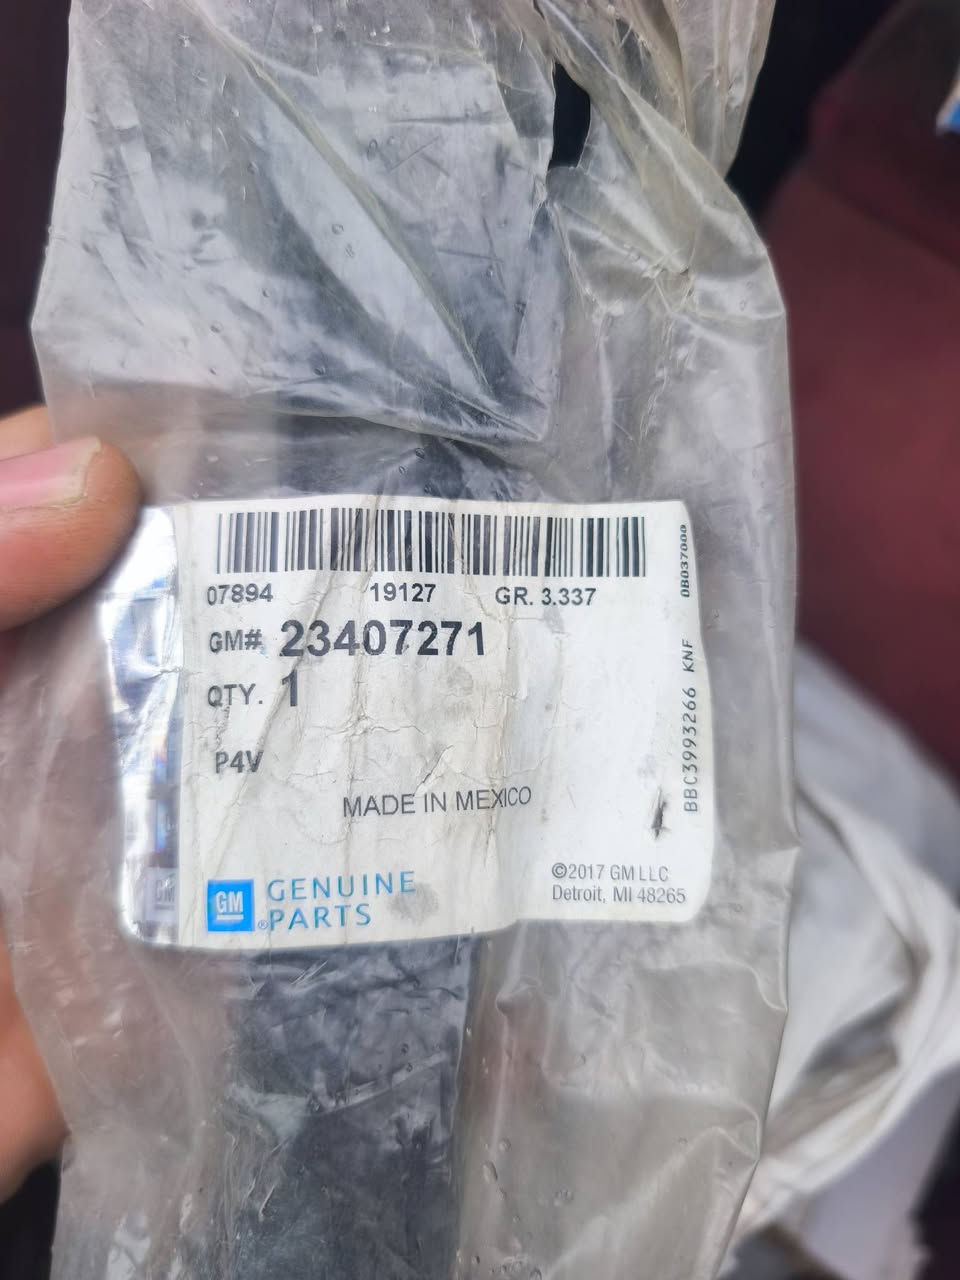 07894 19127 GR. 3.337
GM# 23407271
QTY. 1
P4V
MADE IN MEXICO
GM GENUINE
®PARTS
©2017 GM LLC
Detroit, MI 48265
0B037000
BBC3993266 KNF
GM